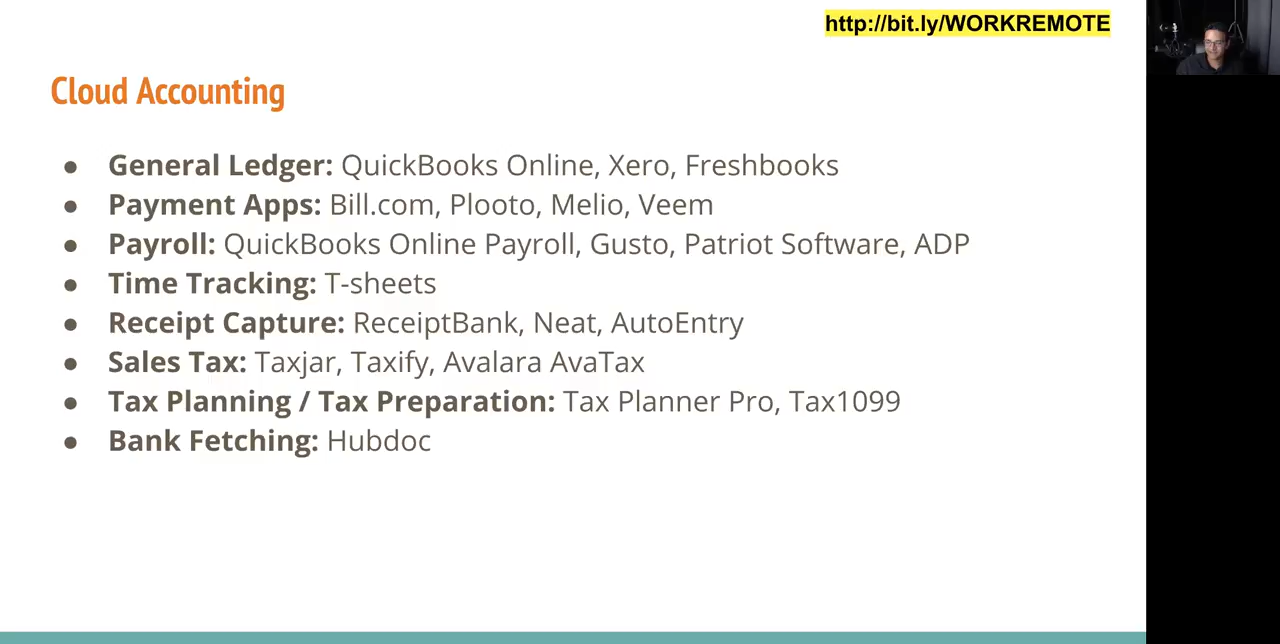 http://bit.ly/WORKREMOTE
Cloud Accounting
● General Ledger: QuickBooks Online, Xero, Freshbooks
● Payment Apps: Bill.com, Plooto, Melio, Veem
● Payroll: QuickBooks Online Payroll, Gusto, Patriot Software, ADP
● Time Tracking: T-sheets
● Receipt Capture: ReceiptBank, Neat, AutoEntry
● Sales Tax: Taxjar, Taxify, Avalara AvaTax
● Tax Planning / Tax Preparation: Tax Planner Pro, Tax1099
● Bank Fetching: Hubdoc